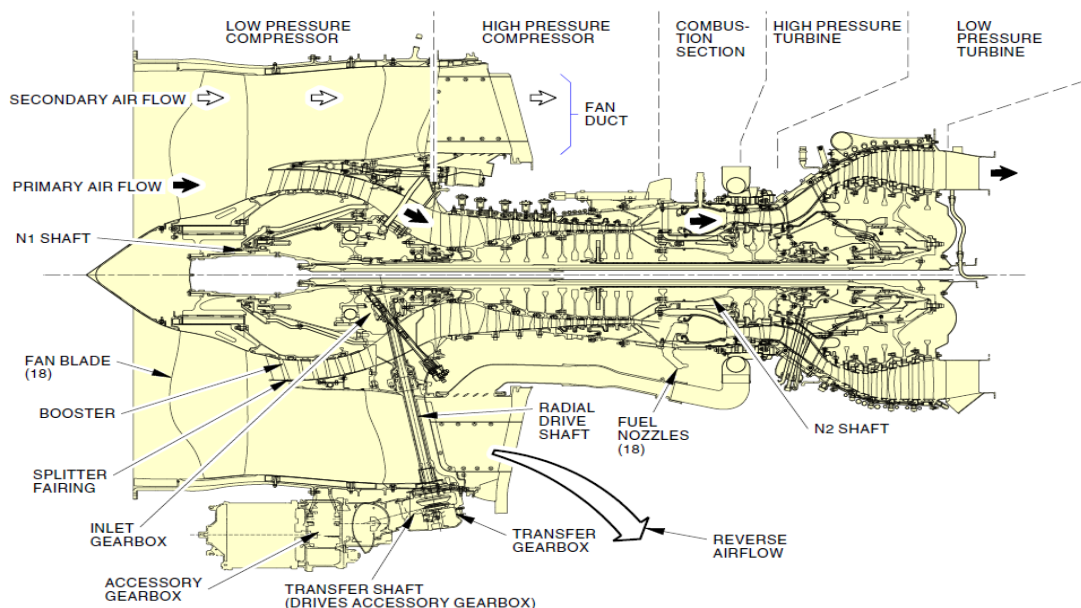 LOW PRESSURE
COMPRESSOR
HIGH PRESSURE
COMPRESSOR
COMBUS-
TION
SECTION
HIGH PRESSURE
TURBINE
LOW
PRESSURE
TURBINE
SECONDARY AIR FLOW
FAN
DUCT
PRIMARY AIR FLOW
N1 SHAFT
FAN BLADE
(18)
BOOSTER
SPLITTER
FAIRING
INLET
GEARBOX
ACCESSORY
GEARBOX
TRANSFER SHAFT
(DRIVES ACCESSORY GEARBOX)
TRANSFER
GEARBOX
RADIAL
DRIVE
SHAFT
FUEL
NOZZLES
(18)
N2 SHAFT
REVERSE
AIRFLOW